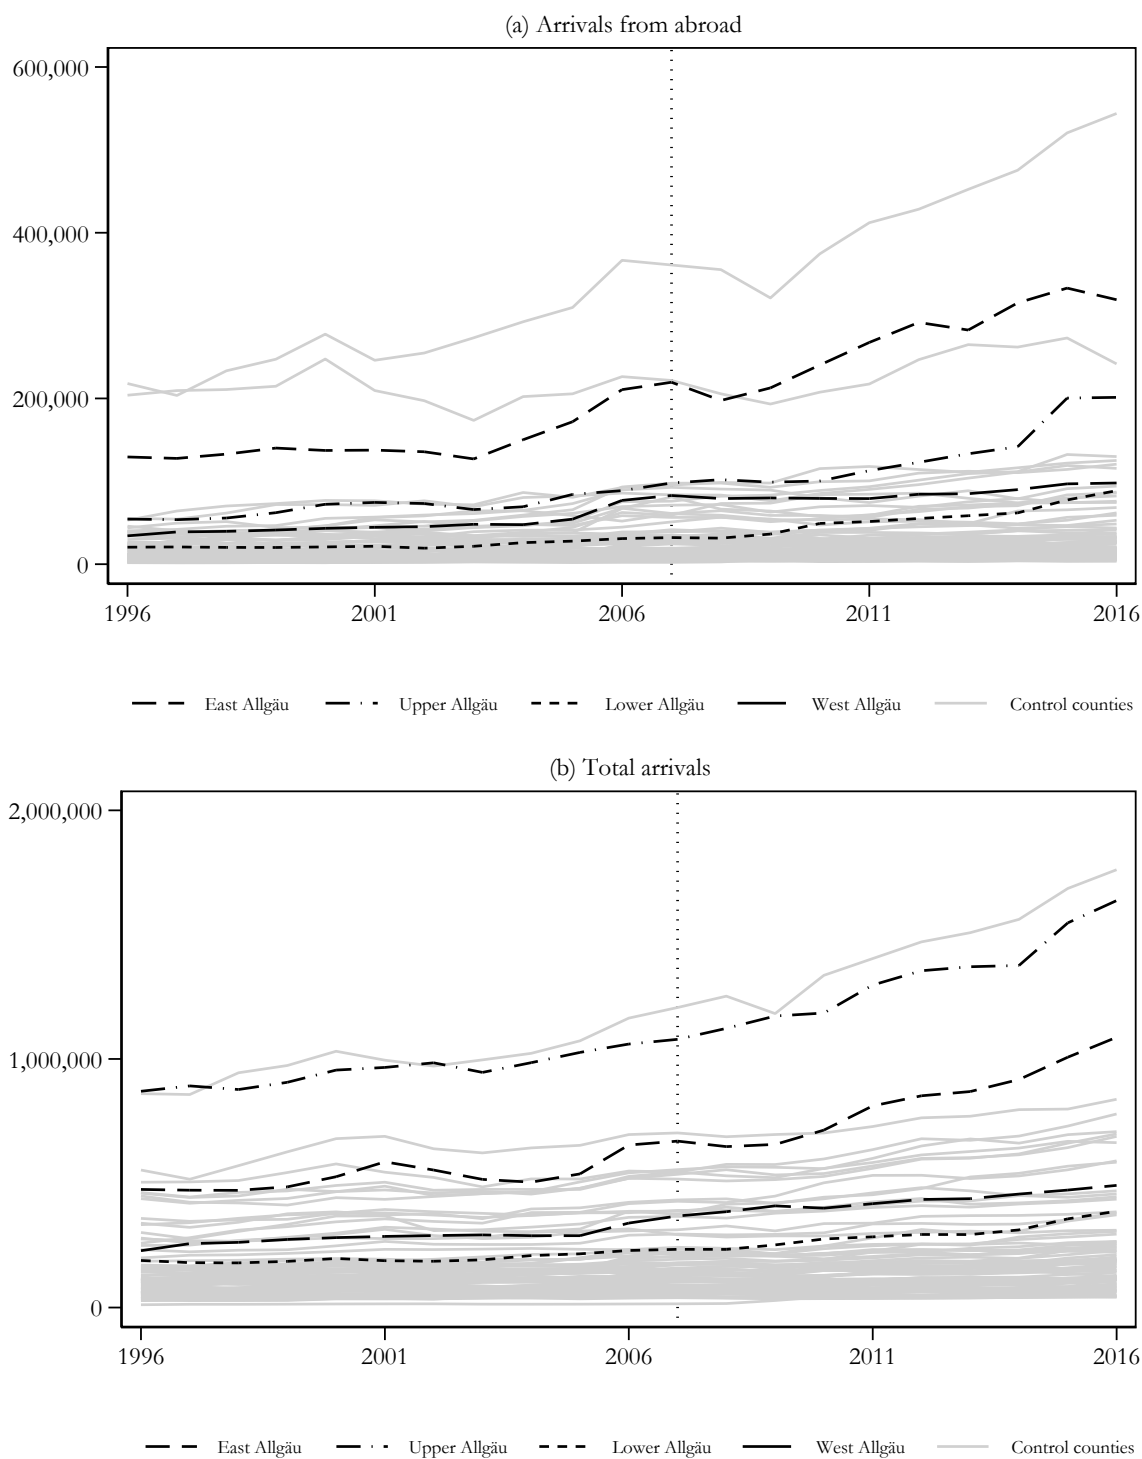 (a) Arrivals from abroad
600,000
400,000
200,000
0
1996 2001 2006 2011 2016
East Allgäu Upper Allgäu Lower Allgäu West Allgäu Control counties
(b) Total arrivals
2,000,000
1,000,000
0
1996 2001 2006 2011 2016
East Allgäu Upper Allgäu Lower Allgäu West Allgäu Control counties